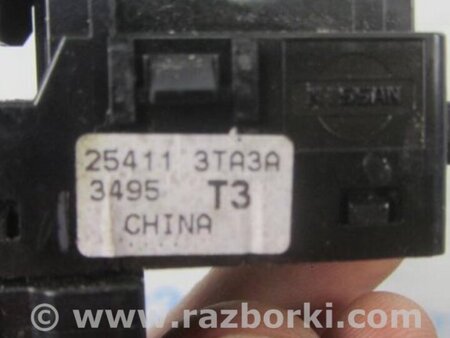 NISSAN
25411 3TA3A
3495 T3
CHINA
© www.razborki.com